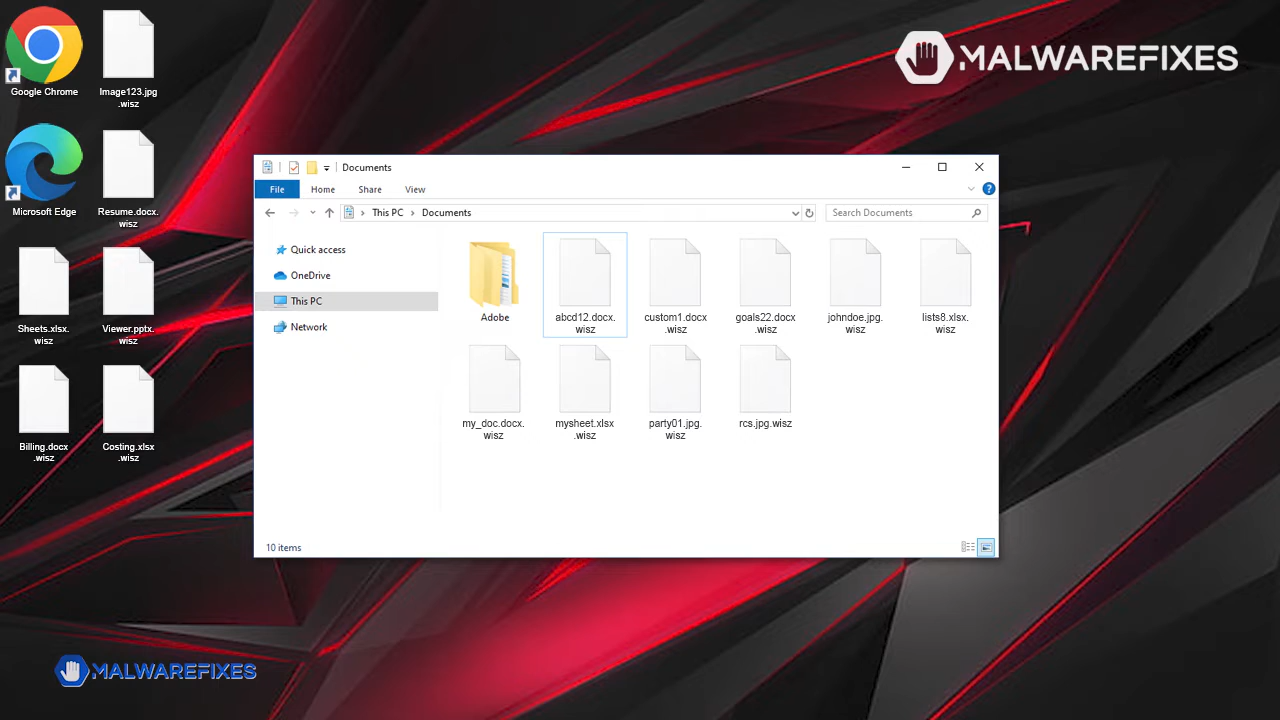 Google Chrome
Image123.jpg
.wisz
Microsoft Edge
Resume.docx.
wisz
Sheets.xlsx.
wisz
Viewer.pptx.
wisz
Billing.docx
.wisz
Costing.xlsx
.wisz
MALWAREFIXES
Documents
File Home Share View
?
This PC > Documents
Search Documents
Quick access
OneDrive
This PC
Network
Adobe
abcd12.docx.
wisz
custom1.docx
.wisz
goals22.docx
.wisz
johndoe.jpg.
wisz
lists8.xlsx.
wisz
my_doc.docx.
wisz
mysheet.xlsx
.wisz
party01.jpg.
wisz
rcs.jpg.wisz
10 items
MALWAREFIXES